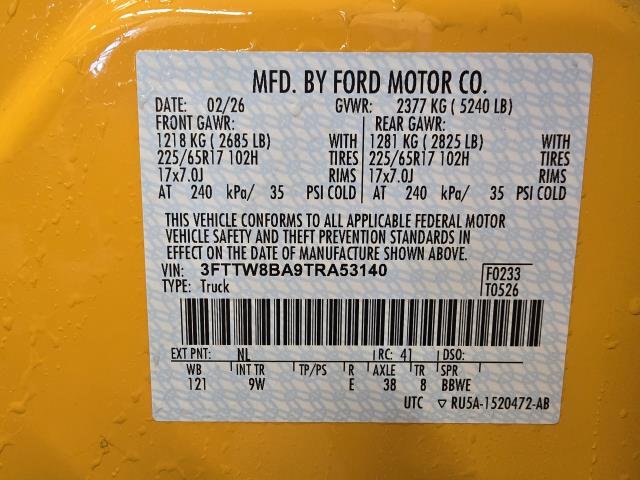 MFD. BY FORD MOTOR CO.
DATE: 02/26 GVWR: 2377 KG ( 5240 LB)
FRONT GAWR: REAR GAWR:
1218 KG ( 2685 LB) WITH 1281 KG ( 2825 LB) WITH
225/65R17 102H TIRES 225/65R17 102H TIRES
17x7.0J RIMS 17x7.0J RIMS
AT 240 kPa/ 35 PSI COLD AT 240 kPa/ 35 PSI COLD
THIS VEHICLE CONFORMS TO ALL APPLICABLE FEDERAL MOTOR
VEHICLE SAFETY AND THEFT PREVENTION STANDARDS IN
EFFECT ON THE DATE OF MANUFACTURE SHOWN ABOVE.
VIN: 3FTTW8BA9TRA53140 F0233
TYPE: Truck T0526
EXT PNT: NL RC: 41 DSO:
WB INT TR TP/PS R AXLE TR SPR
121 9W E 38 8 BBWE
UTC ▽ RU5A-1520472-AB